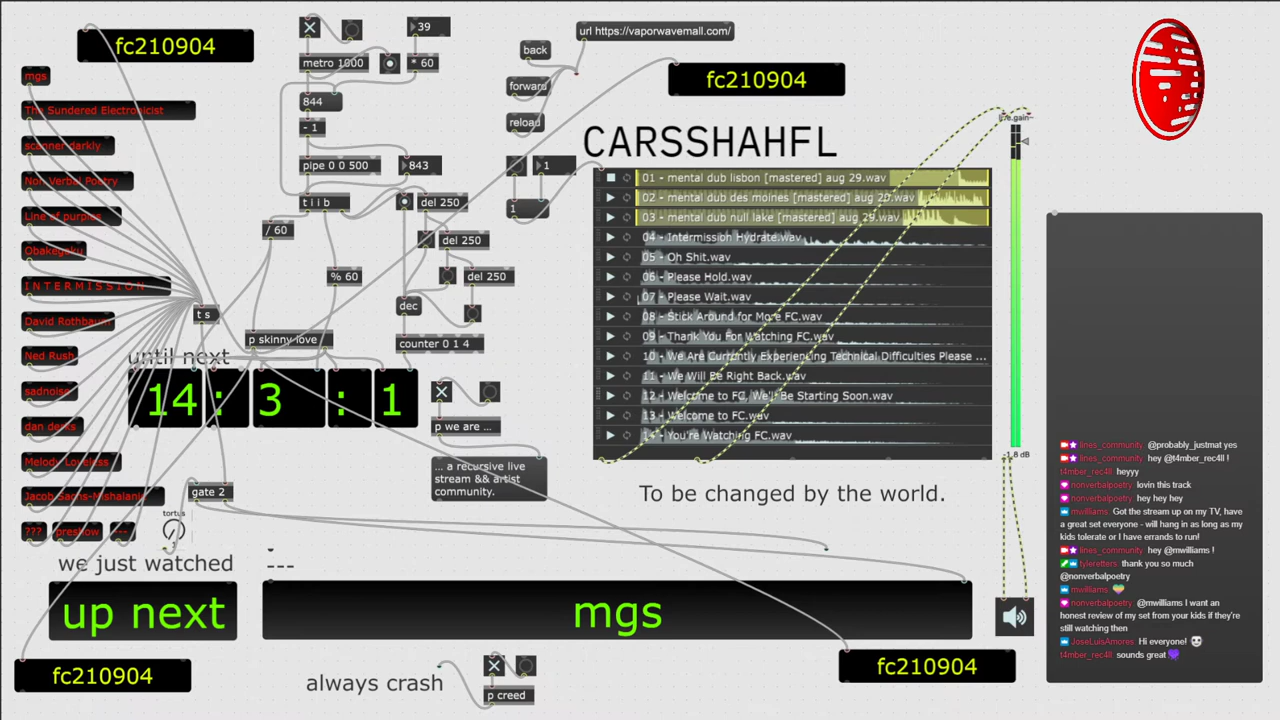 fc210904
mgs
The Sundered Electronicist
scanner darkly
Non Verbal Poetry
Line of purples
Obakegaku
I N T E R M I S S I O N
David Rothbaum
Ned Rush
sadnoise
dan derks
Melody Loveless
Jacob Sachs-Mishalanie
??? preshow ---
39
metro 1000
* 60
844
- 1
pipe 0 0 500
843
t i i b
del 250
/ 60
del 250
% 60
del 250
dec
t s
p skinny love
counter 0 1 4
until next
14 : 3 : 1
p we are ...
... a recursive live
stream && artist
community.
gate 2
tortus
we just watched
---
up next
mgs
fc210904
always crash
p creed
url https://vaporwavemall.com/
back
forward
reload
1
1
fc210904
CARSSHAHFL
01 - mental dub lisbon [mastered] aug 29.wav
02 - mental dub des moines [mastered] aug 29.wav
03 - mental dub null lake [mastered] aug 29.wav
04 - Intermission Hydrate.wav
05 - Oh Shit.wav
06 - Please Hold.wav
07 - Please Wait.wav
08 - Stick Around for More FC.wav
09 - Thank You For Watching FC.wav
10 - We Are Currently Experiencing Technical Difficulties Please ...
11 - We Will Be Right Back.wav
12 - Welcome to FC, We'll Be Starting Soon.wav
13 - Welcome to FC.wav
14 - You're Watching FC.wav
live.gain~
-1.8 dB
To be changed by the world.
fc210904
lines_community: @probably_justmat yes
lines_community: hey @t4mber_rec4ll !
t4mber_rec4ll: heyyy
nonverbalpoetry: lovin this track
nonverbalpoetry: hey hey hey
mwilliams: Got the stream up on my TV, have
a great set everyone - will hang in as long as my
kids tolerate or I have errands to run!
lines_community: hey @mwilliams !
tyleretters: thank you so much
@nonverbalpoetry
mwilliams:
nonverbalpoetry: @mwilliams I want an
honest review of my set from your kids if they're
still watching then
JoseLuisAmores: Hi everyone!
t4mber_rec4ll: sounds great